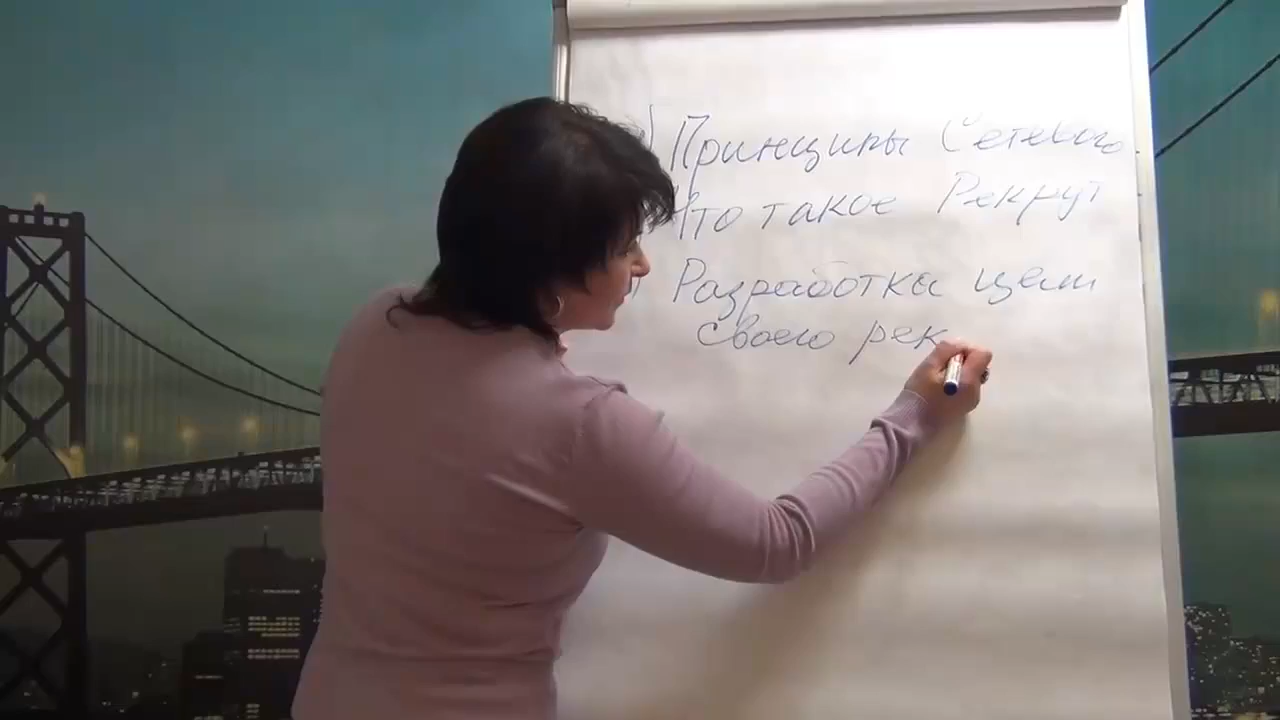 ) Принципы Сетевого
Что такое Рекрут
) Разработка цели
своего рек